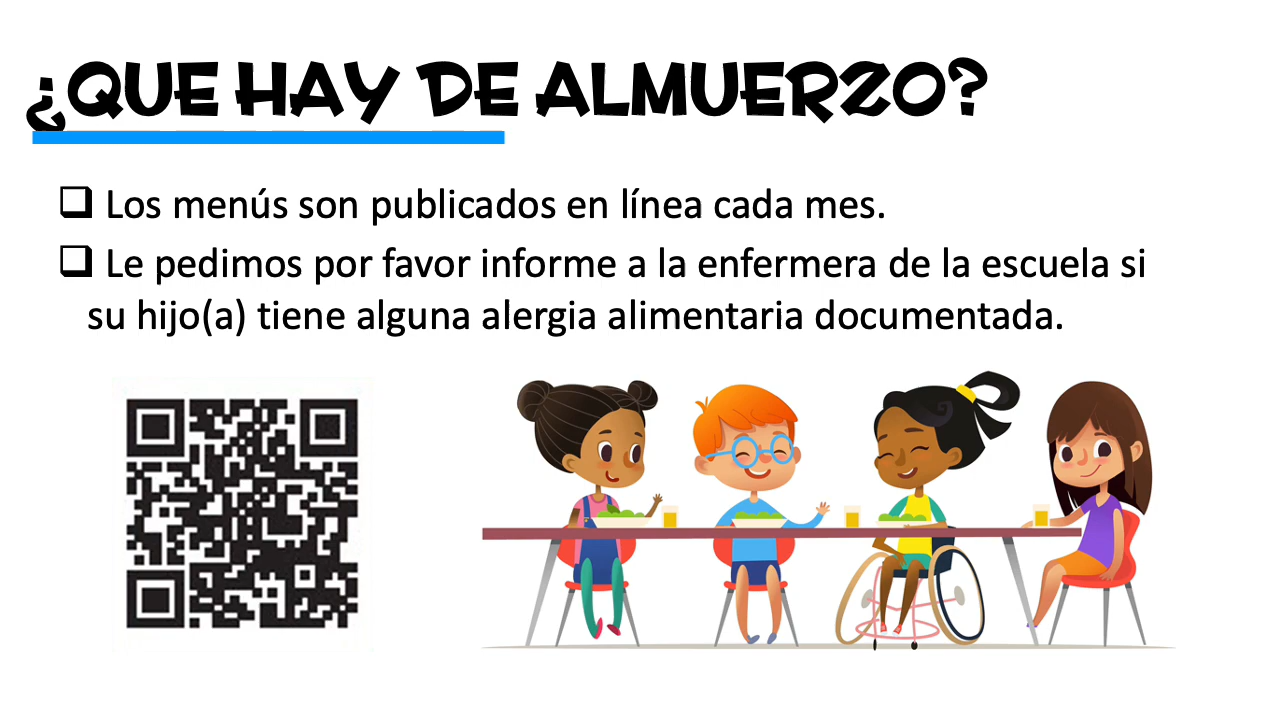 ¿QUE HAY DE ALMUERZO?
❑ Los menús son publicados en línea cada mes.
❑ Le pedimos por favor informe a la enfermera de la escuela si
su hijo(a) tiene alguna alergia alimentaria documentada.